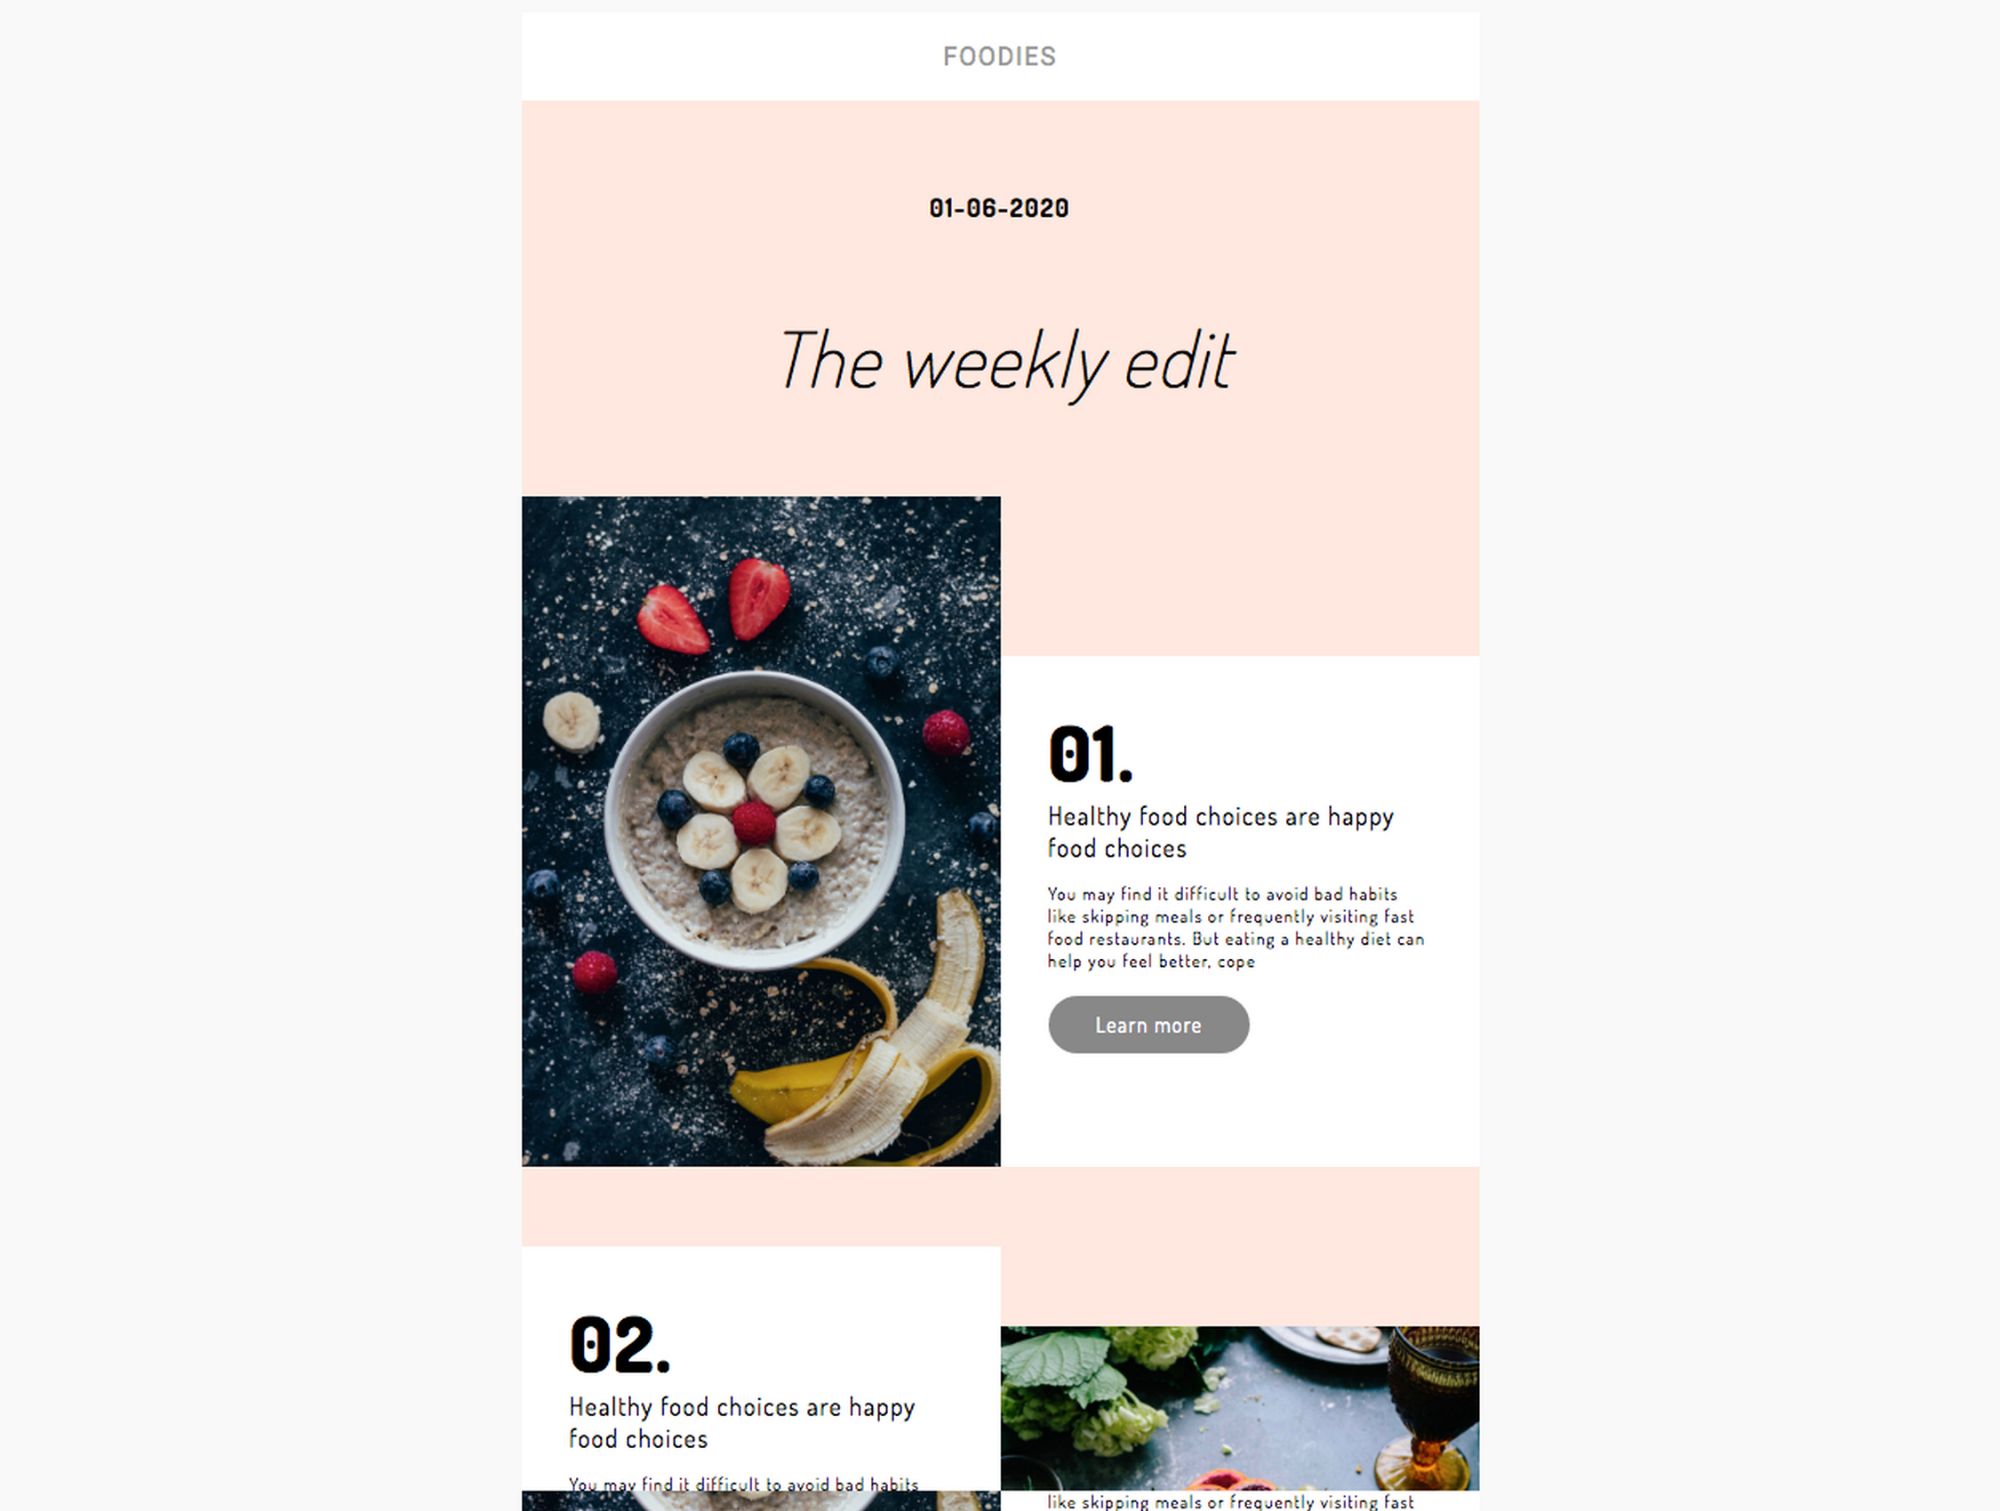 FOODIES
01-06-2020
The weekly edit
01.
Healthy food choices are happy
food choices
You may find it difficult to avoid bad habits
like skipping meals or frequently visiting fast
food restaurants. But eating a healthy diet can
help you feel better, cope
Learn more
02.
Healthy food choices are happy
food choices
You may find it difficult to avoid bad habits
like skipping meals or frequently visiting fast